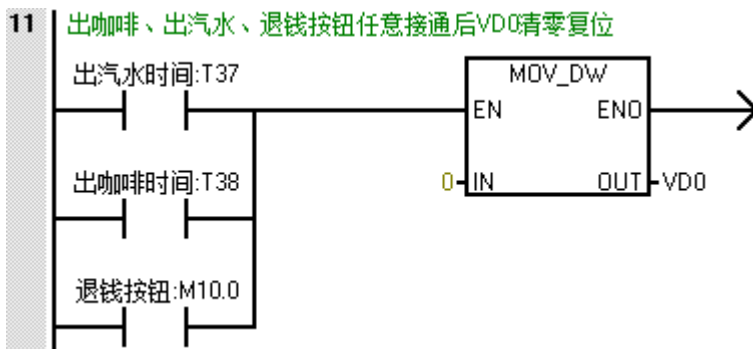 11 出咖啡、出汽水、退钱按钮任意接通后VD0清零复位
出汽水时间:T37
MOV_DW
EN ENO
出咖啡时间:T38
0 IN OUT VD0
退钱按钮:M10.0